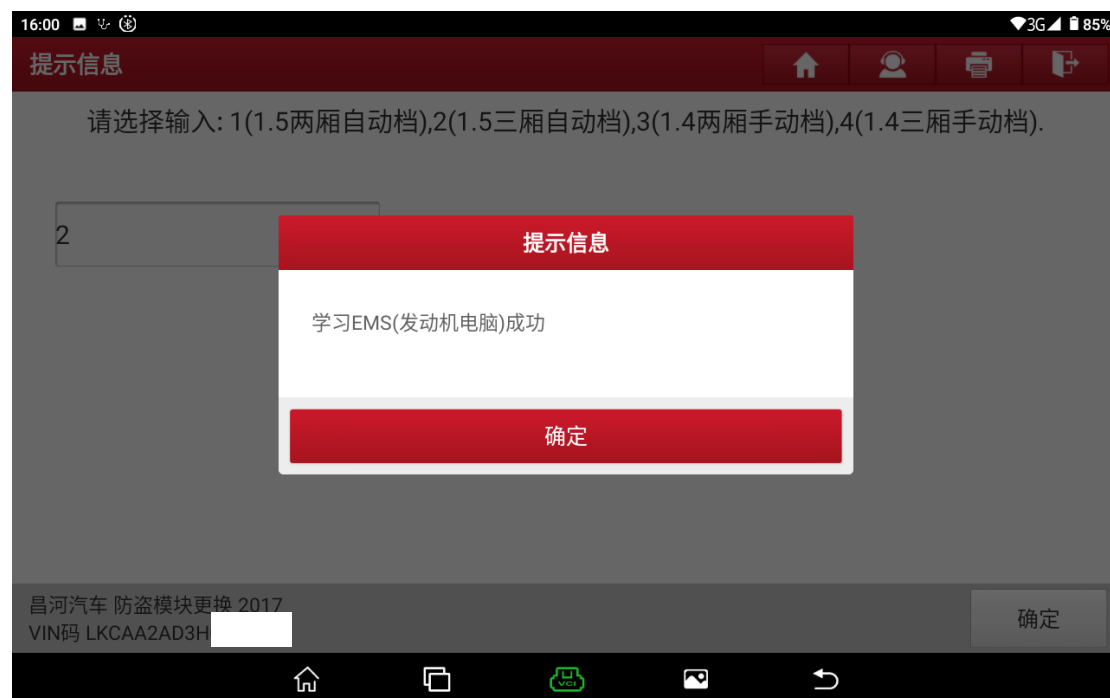 16:00
3G 85%
提示信息
请选择输入: 1(1.5两厢自动档),2(1.5三厢自动档),3(1.4两厢手动档),4(1.4三厢手动档).
2
提示信息
学习EMS(发动机电脑)成功
确定
昌河汽车 防盗模块更换 2017
VIN码 LKCAA2AD3H
确定
VCI